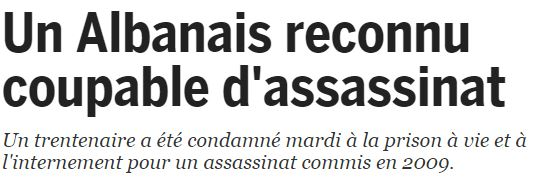 Un Albanais reconnu
coupable d'assassinat
Un trentenaire a été condamné mardi à la prison à vie et à
l'internement pour un assassinat commis en 2009.